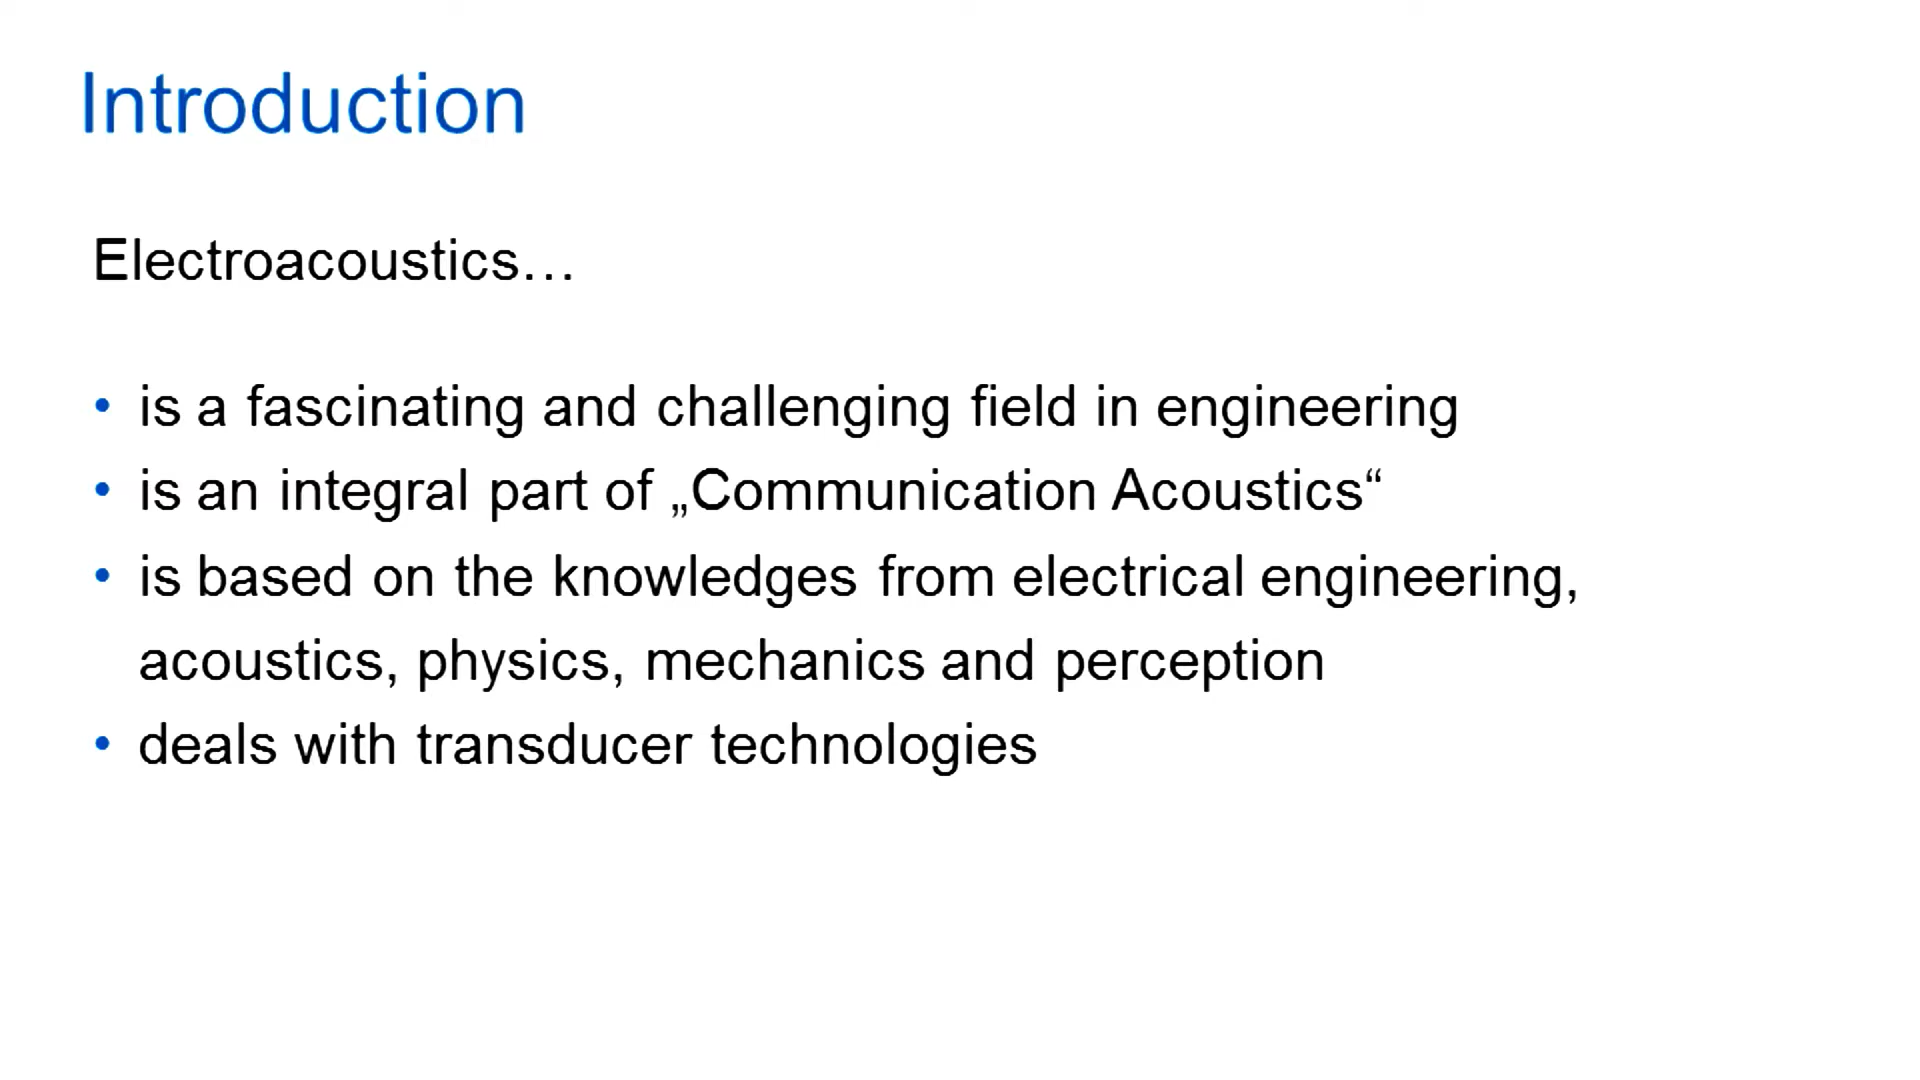 Introduction
Electroacoustics…
• is a fascinating and challenging field in engineering
• is an integral part of „Communication Acoustics“
• is based on the knowledges from electrical engineering,
acoustics, physics, mechanics and perception
• deals with transducer technologies